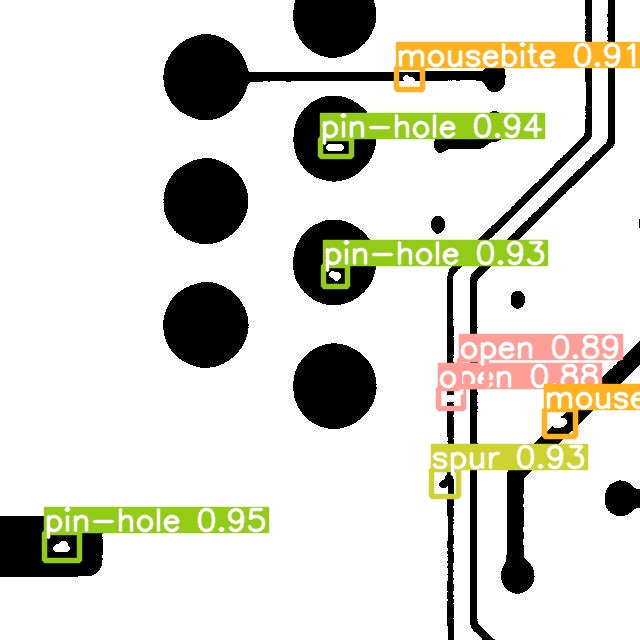 mousebite 0.91
pin-hole 0.94
pin-hole 0.93
open 0.89
open 0.88
mouse
spur 0.93
pin-hole 0.95